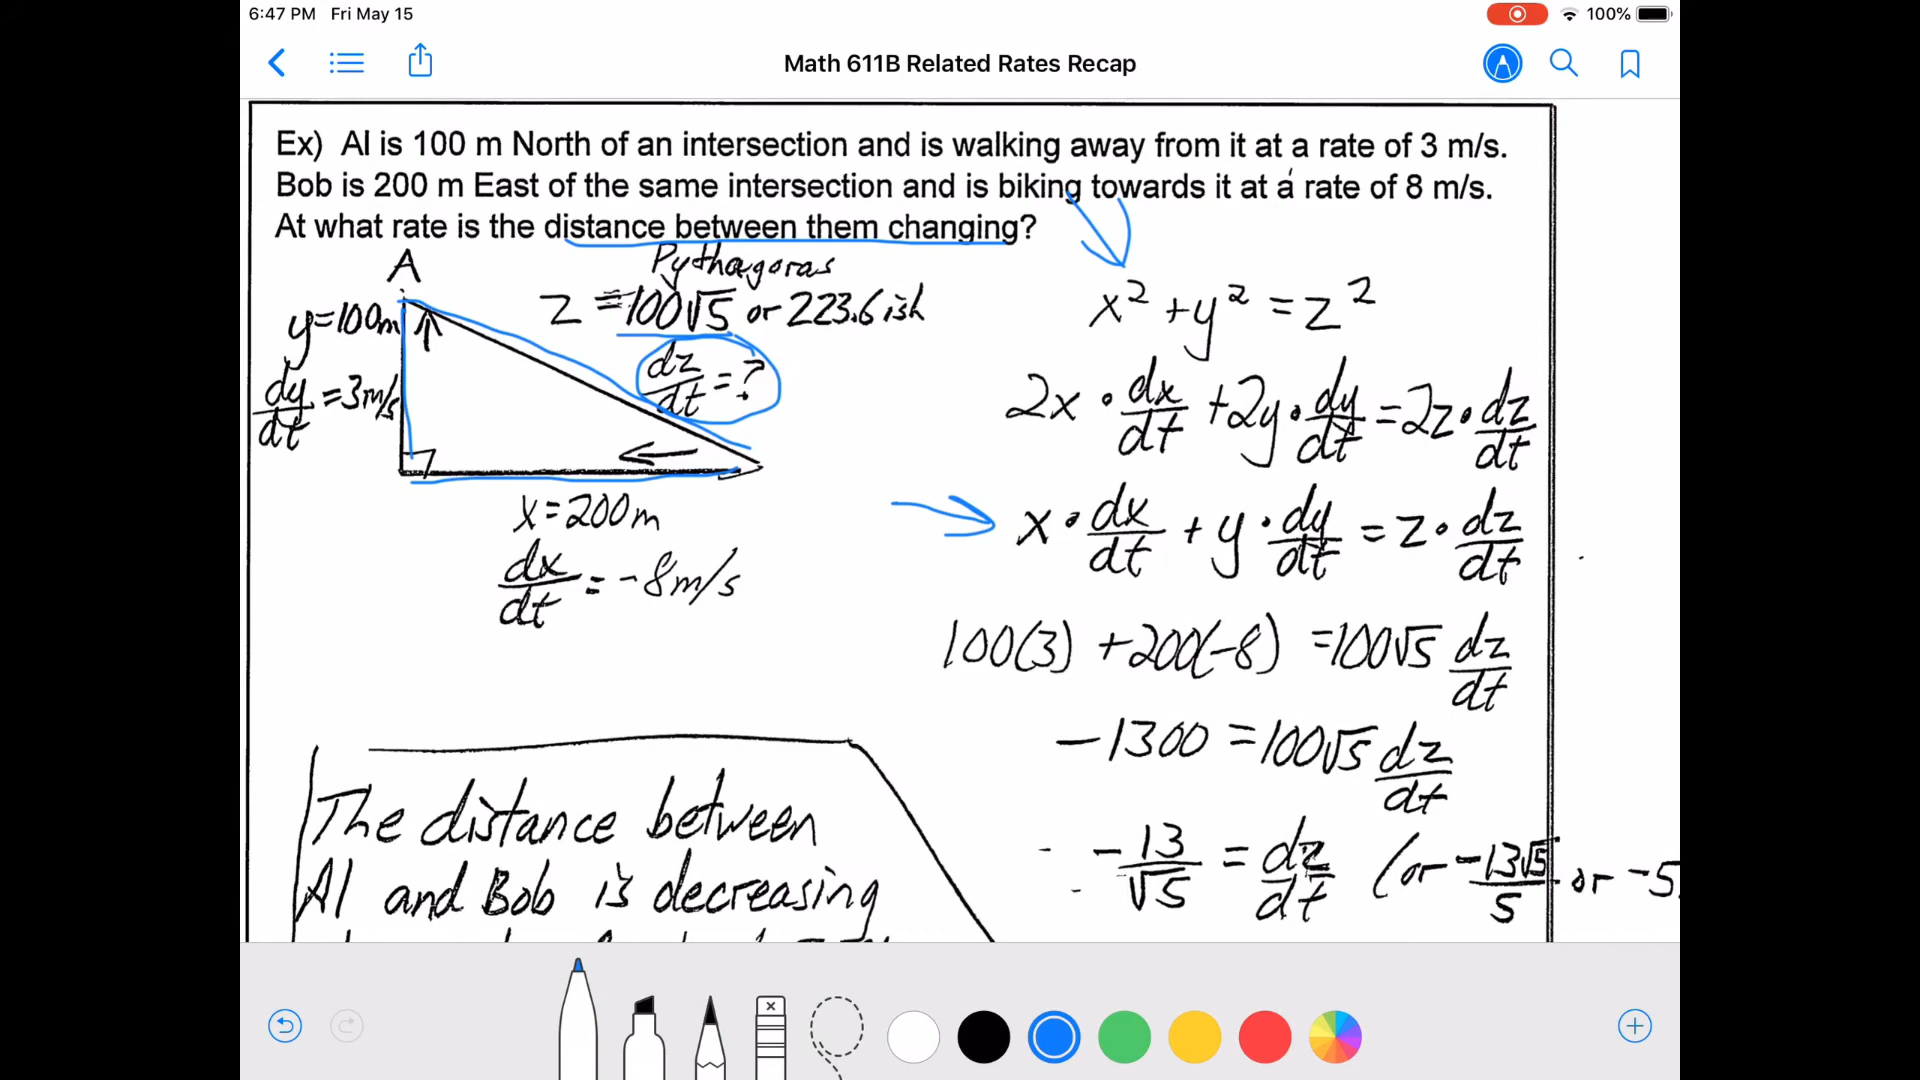 6:47 PM Fri May 15
100%
Math 611B Related Rates Recap
Ex) Al is 100 m North of an intersection and is walking away from it at a rate of 3 m/s.
Bob is 200 m East of the same intersection and is biking towards it at a rate of 8 m/s.
At what rate is the distance between them changing?
A
Pythagoras
z = 100√5 or 223.6 ish
y=100m
dy/dt = 3m/s
dz/dt = ?
x = 200m
dx/dt = -8m/s
x² + y² = z²
2x · dx/dt + 2y · dy/dt = 2z · dz/dt
x · dx/dt + y · dy/dt = z · dz/dt
100(3) + 200(-8) = 100√5 dz/dt
-1300 = 100√5 dz/dt
-13/√5 = dz/dt (or -13√5/5 or -5.
The distance between
Al and Bob is decreasing